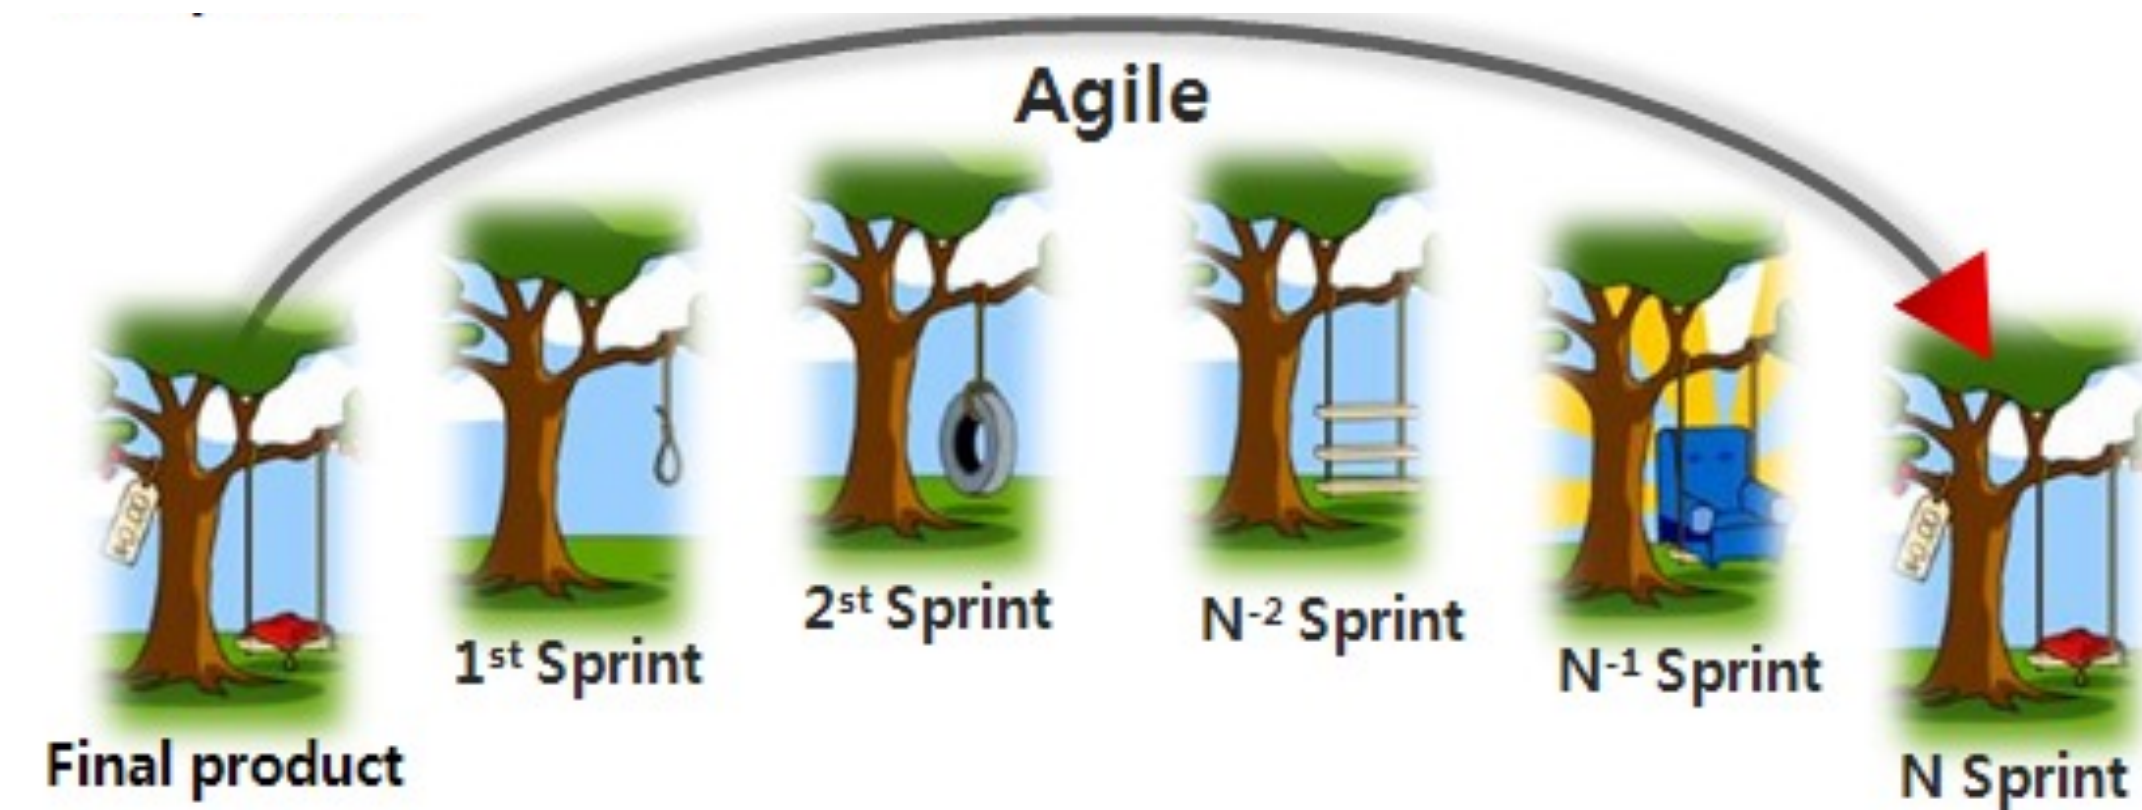 Agile
Final product
1st Sprint
2st Sprint
N-2 Sprint
N-1 Sprint
N Sprint